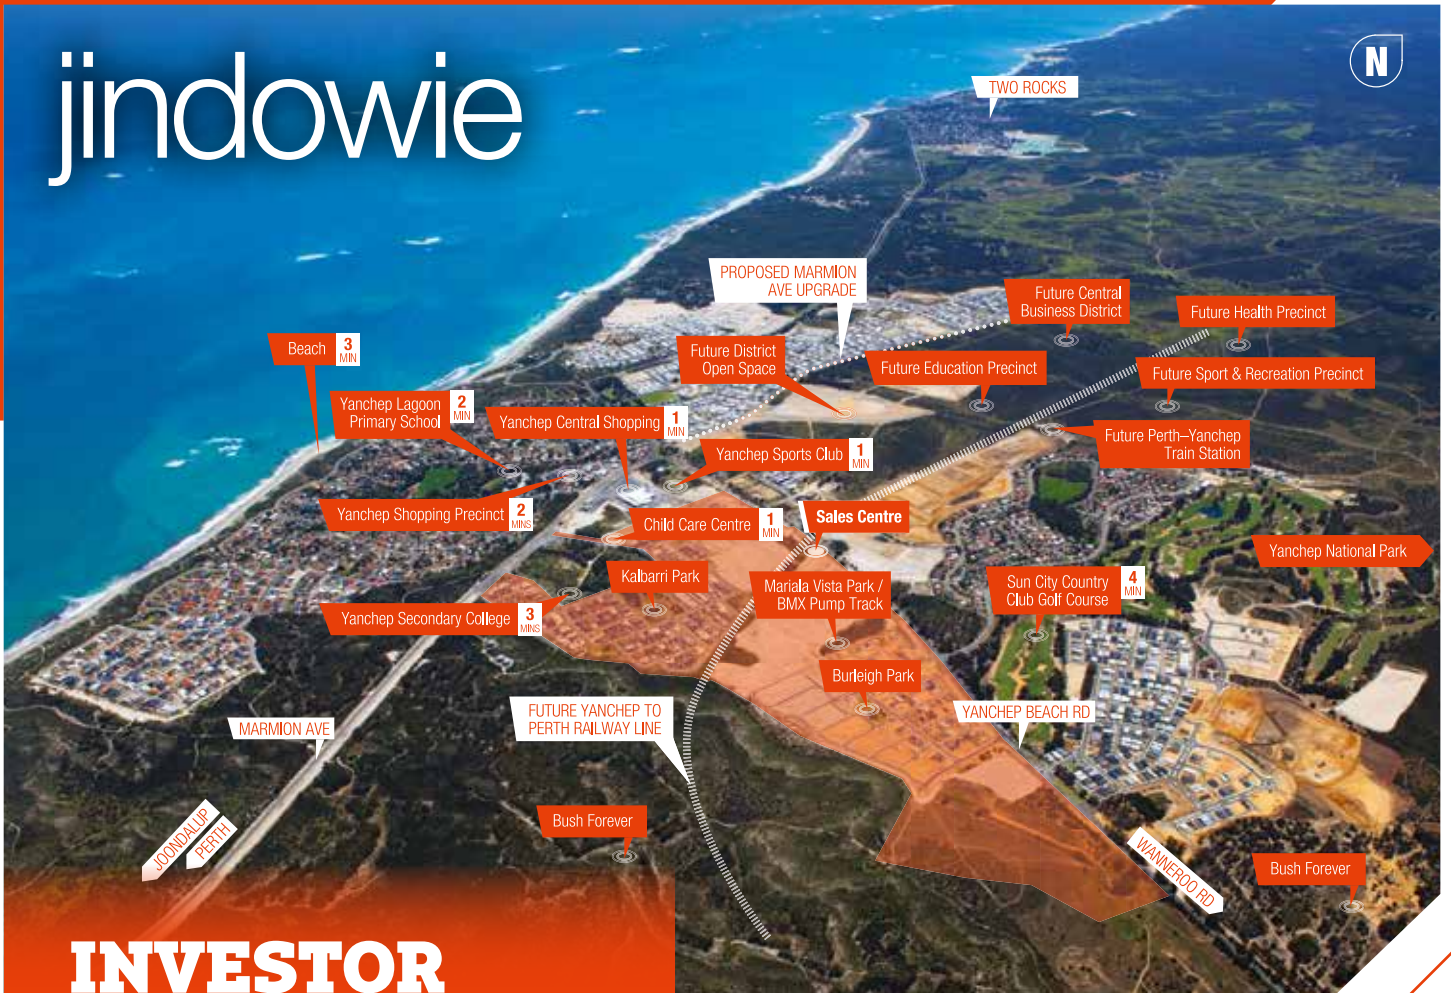 jindowie
N
TWO ROCKS
PROPOSED MARMION
AVE UPGRADE
Future Central
Business District
Future Health Precinct
Beach
3
MIN
Future District
Open Space
Future Education Precinct
Future Sport & Recreation Precinct
Yanchep Lagoon
Primary School
2
MIN
Yanchep Central Shopping
1
MIN
Yanchep Sports Club
1
MIN
Future Perth–Yanchep
Train Station
Yanchep Shopping Precinct
2
MINS
Child Care Centre
1
MIN
Sales Centre
Yanchep National Park
Kalbarri Park
Mariala Vista Park /
BMX Pump Track
Sun City Country
Club Golf Course
4
MIN
Yanchep Secondary College
3
MINS
Burleigh Park
MARMION AVE
FUTURE YANCHEP TO
PERTH RAILWAY LINE
YANCHEP BEACH RD
JOONDALUP
PERTH
Bush Forever
WANNEROO RD
Bush Forever
INVESTOR